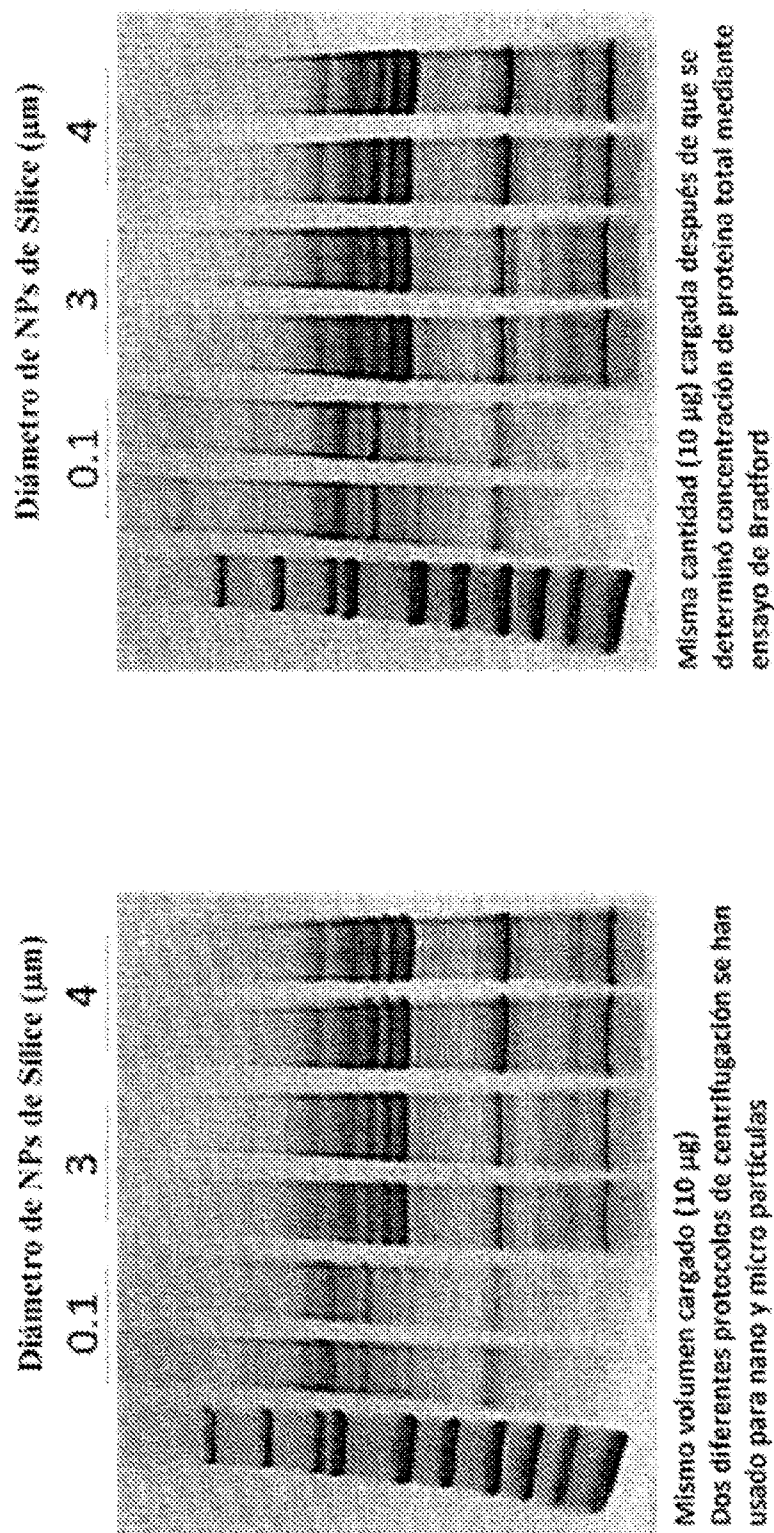 Diámetro de NPs de Sílice (µm)
0.1 3 4
Mismo volumen cargado (10 µg)
Dos diferentes protocolos de centrifugación se han
usado para nano y micro partículas
Diámetro de NPs de Sílice (µm)
0.1 3 4
Misma cantidad (10 µg) cargada después de que se
determinó concentración de proteína total mediante
ensayo de Bradford